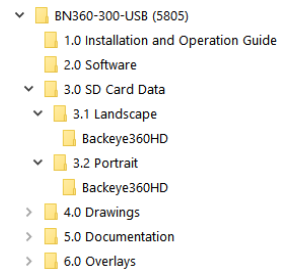 BN360-300-USB (5805)
1.0 Installation and Operation Guide
2.0 Software
3.0 SD Card Data
3.1 Landscape
Backeye360HD
3.2 Portrait
Backeye360HD
4.0 Drawings
5.0 Documentation
6.0 Overlays